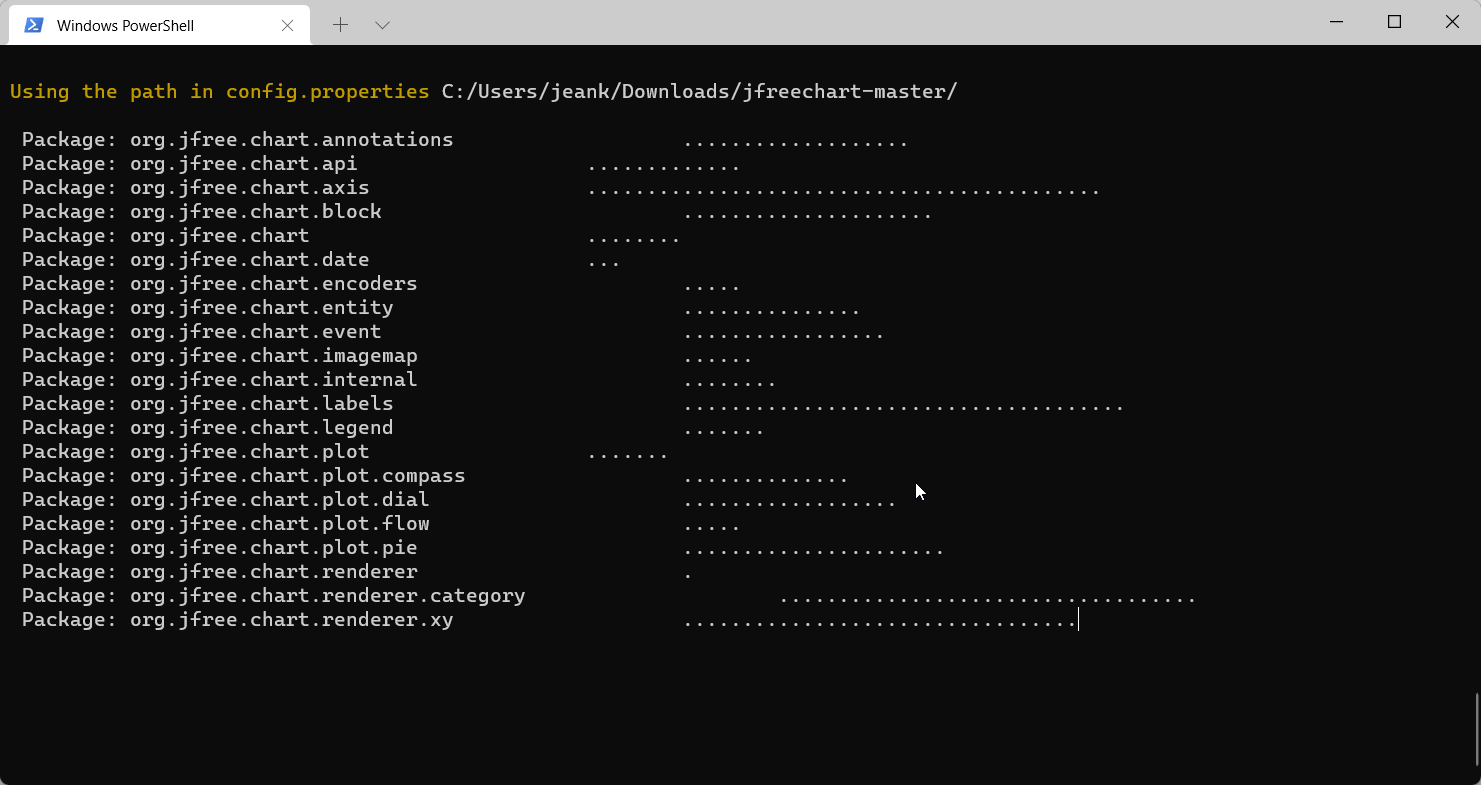 Windows PowerShell
Using the path in config.properties C:/Users/jeank/Downloads/jfreechart-master/
Package: org.jfree.chart.annotations ...................
Package: org.jfree.chart.api .............
Package: org.jfree.chart.axis ...........................................
Package: org.jfree.chart.block .....................
Package: org.jfree.chart ........
Package: org.jfree.chart.date ...
Package: org.jfree.chart.encoders .....
Package: org.jfree.chart.entity ...............
Package: org.jfree.chart.event .................
Package: org.jfree.chart.imagemap ......
Package: org.jfree.chart.internal ........
Package: org.jfree.chart.labels .....................................
Package: org.jfree.chart.legend .......
Package: org.jfree.chart.plot .......
Package: org.jfree.chart.plot.compass ..............
Package: org.jfree.chart.plot.dial ..................
Package: org.jfree.chart.plot.flow .....
Package: org.jfree.chart.plot.pie ......................
Package: org.jfree.chart.renderer .
Package: org.jfree.chart.renderer.category ...................................
Package: org.jfree.chart.renderer.xy .................................